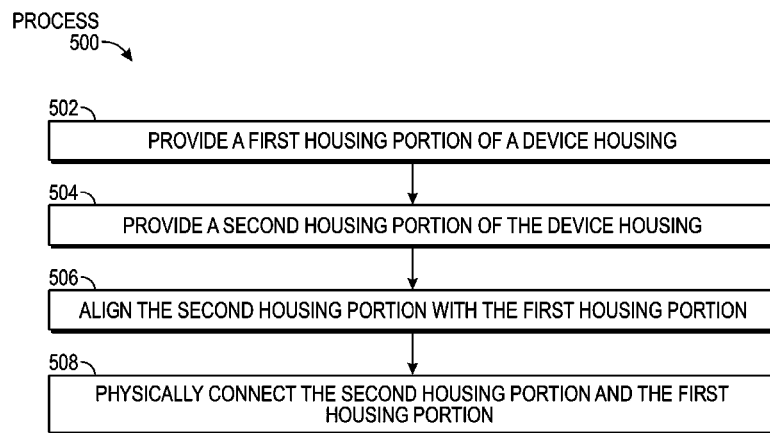 PROCESS
500
502
PROVIDE A FIRST HOUSING PORTION OF A DEVICE HOUSING
504
PROVIDE A SECOND HOUSING PORTION OF THE DEVICE HOUSING
506
ALIGN THE SECOND HOUSING PORTION WITH THE FIRST HOUSING PORTION
508
PHYSICALLY CONNECT THE SECOND HOUSING PORTION AND THE FIRST
HOUSING PORTION